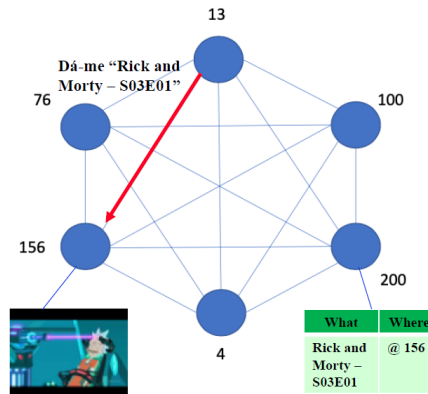 13
Dá-me “Rick and
Morty – S03E01”
76
100
156
200
4
What Where
Rick and @ 156
Morty –
S03E01